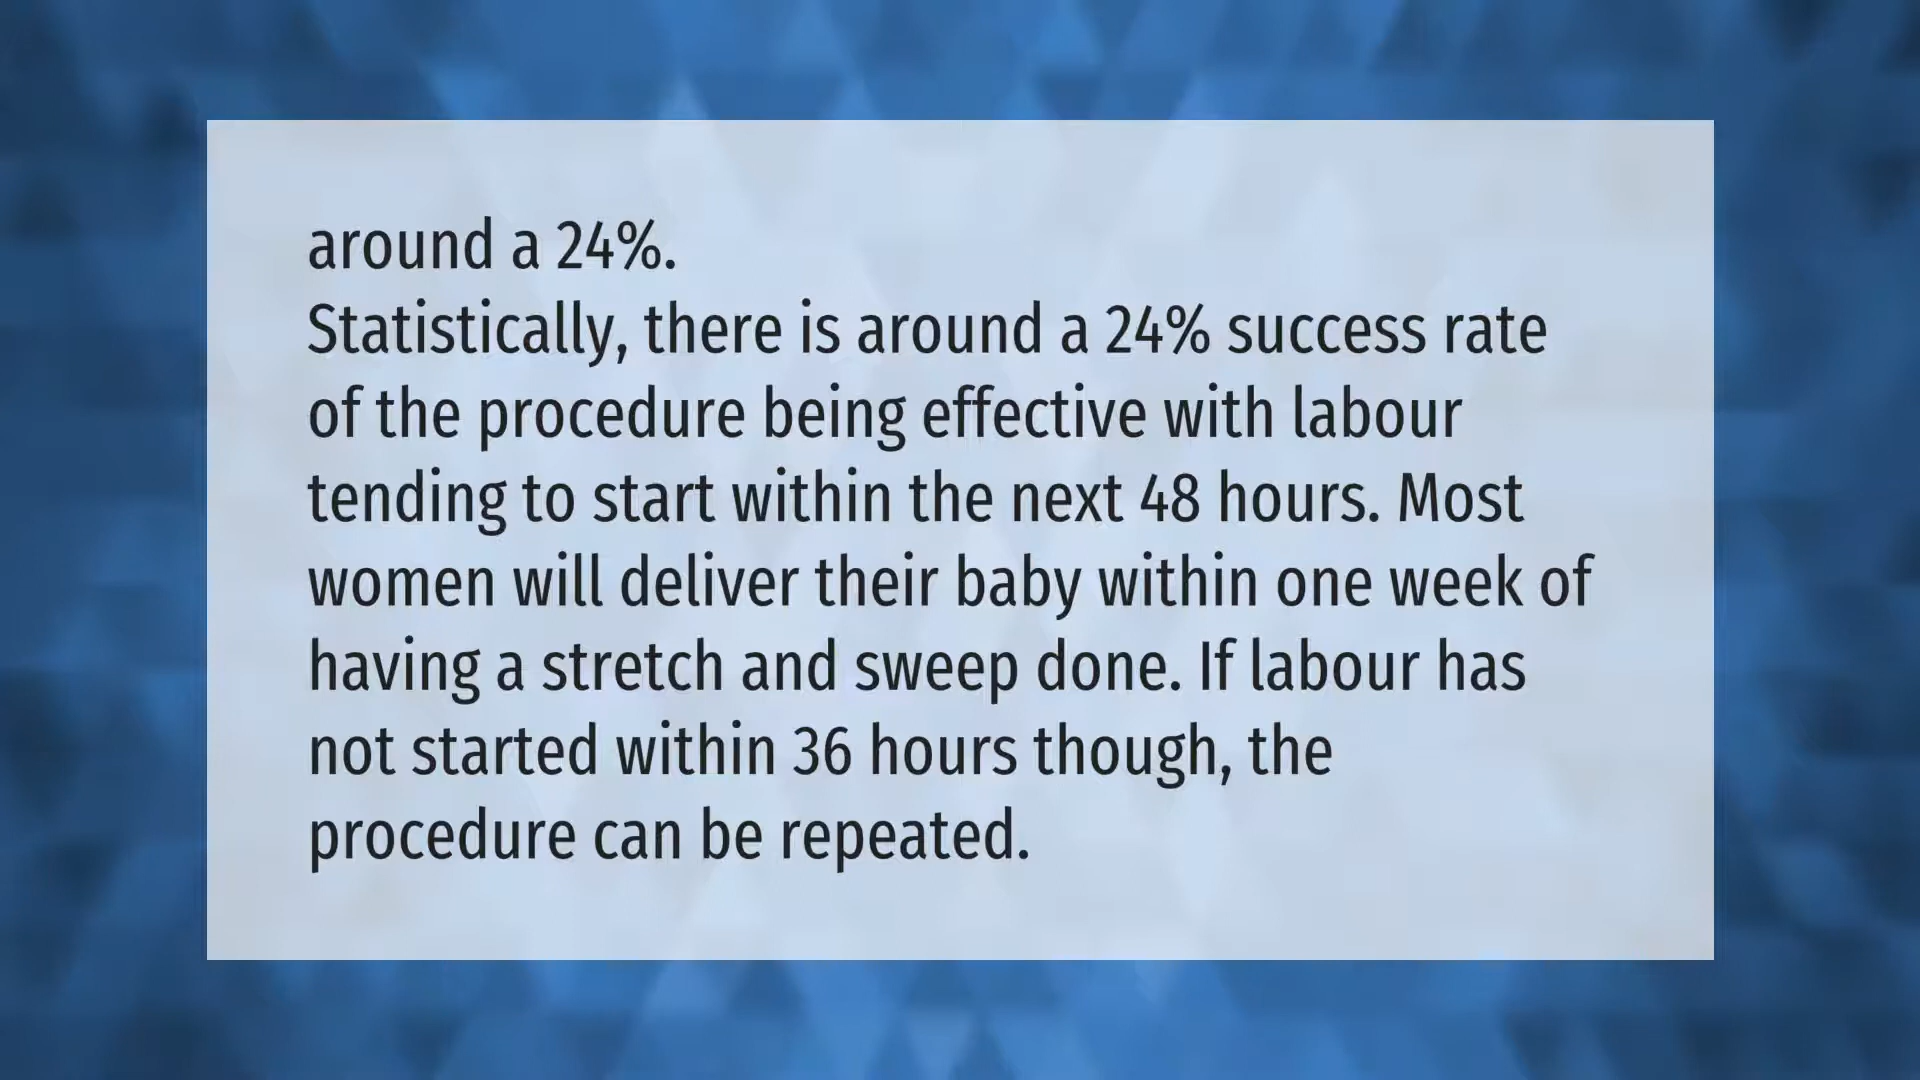 around a 24%.
Statistically, there is around a 24% success rate
of the procedure being effective with labour
tending to start within the next 48 hours. Most
women will deliver their baby within one week of
having a stretch and sweep done. If labour has
not started within 36 hours though, the
procedure can be repeated.